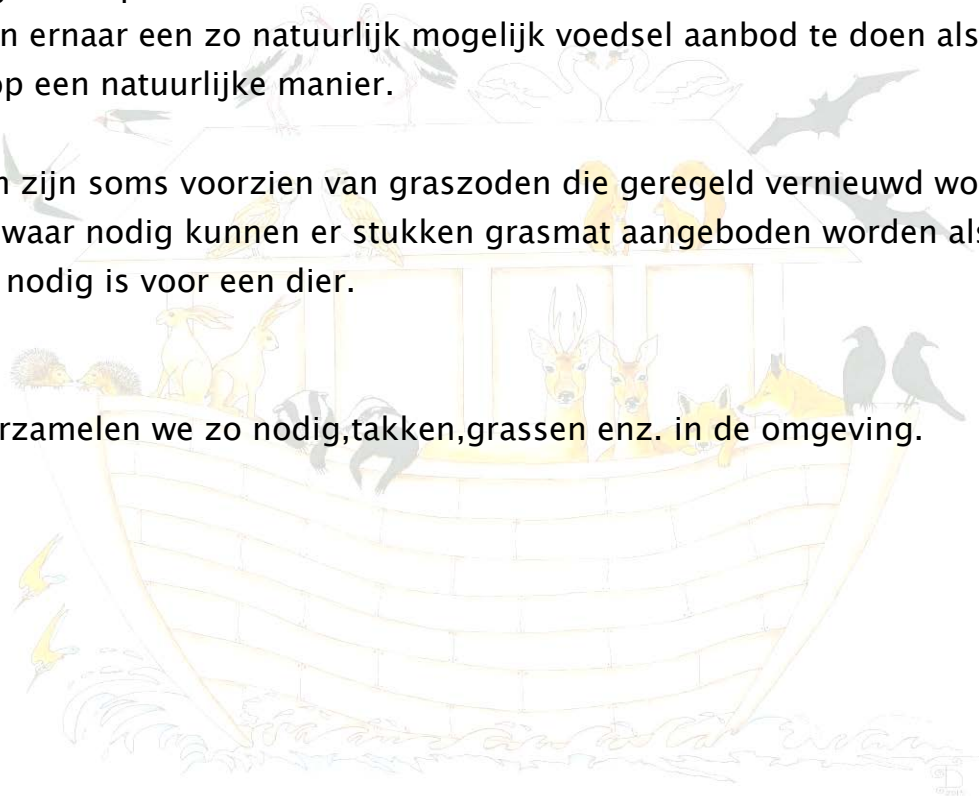 n ernaar een zo natuurlijk mogelijk voedsel aanbod te doen als
op een natuurlijke manier.
n zijn soms voorzien van graszoden die geregeld vernieuwd wo
waar nodig kunnen er stukken grasmat aangeboden worden als
nodig is voor een dier.
rzamelen we zo nodig,takken,grassen enz. in de omgeving.